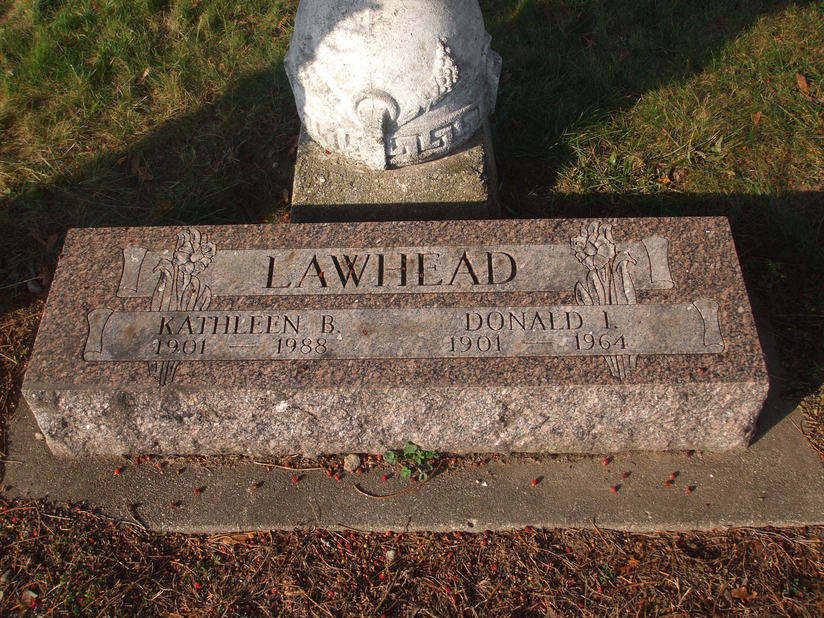 LAWHEAD
KATHLEEN B. DONALD I.
1901 — 1988 1901 — 1964